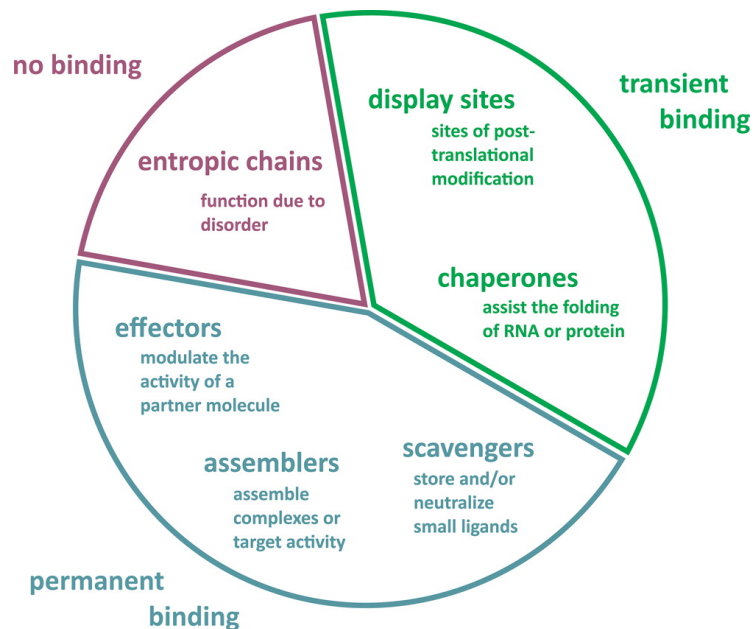 no binding
entropic chains
function due to
disorder
transient
binding
display sites
sites of post-
translational
modification
chaperones
assist the folding
of RNA or protein
effectors
modulate the
activity of a
partner molecule
assemblers
assemble
complexes or
target activity
scavengers
store and/or
neutralize
small ligands
permanent
binding